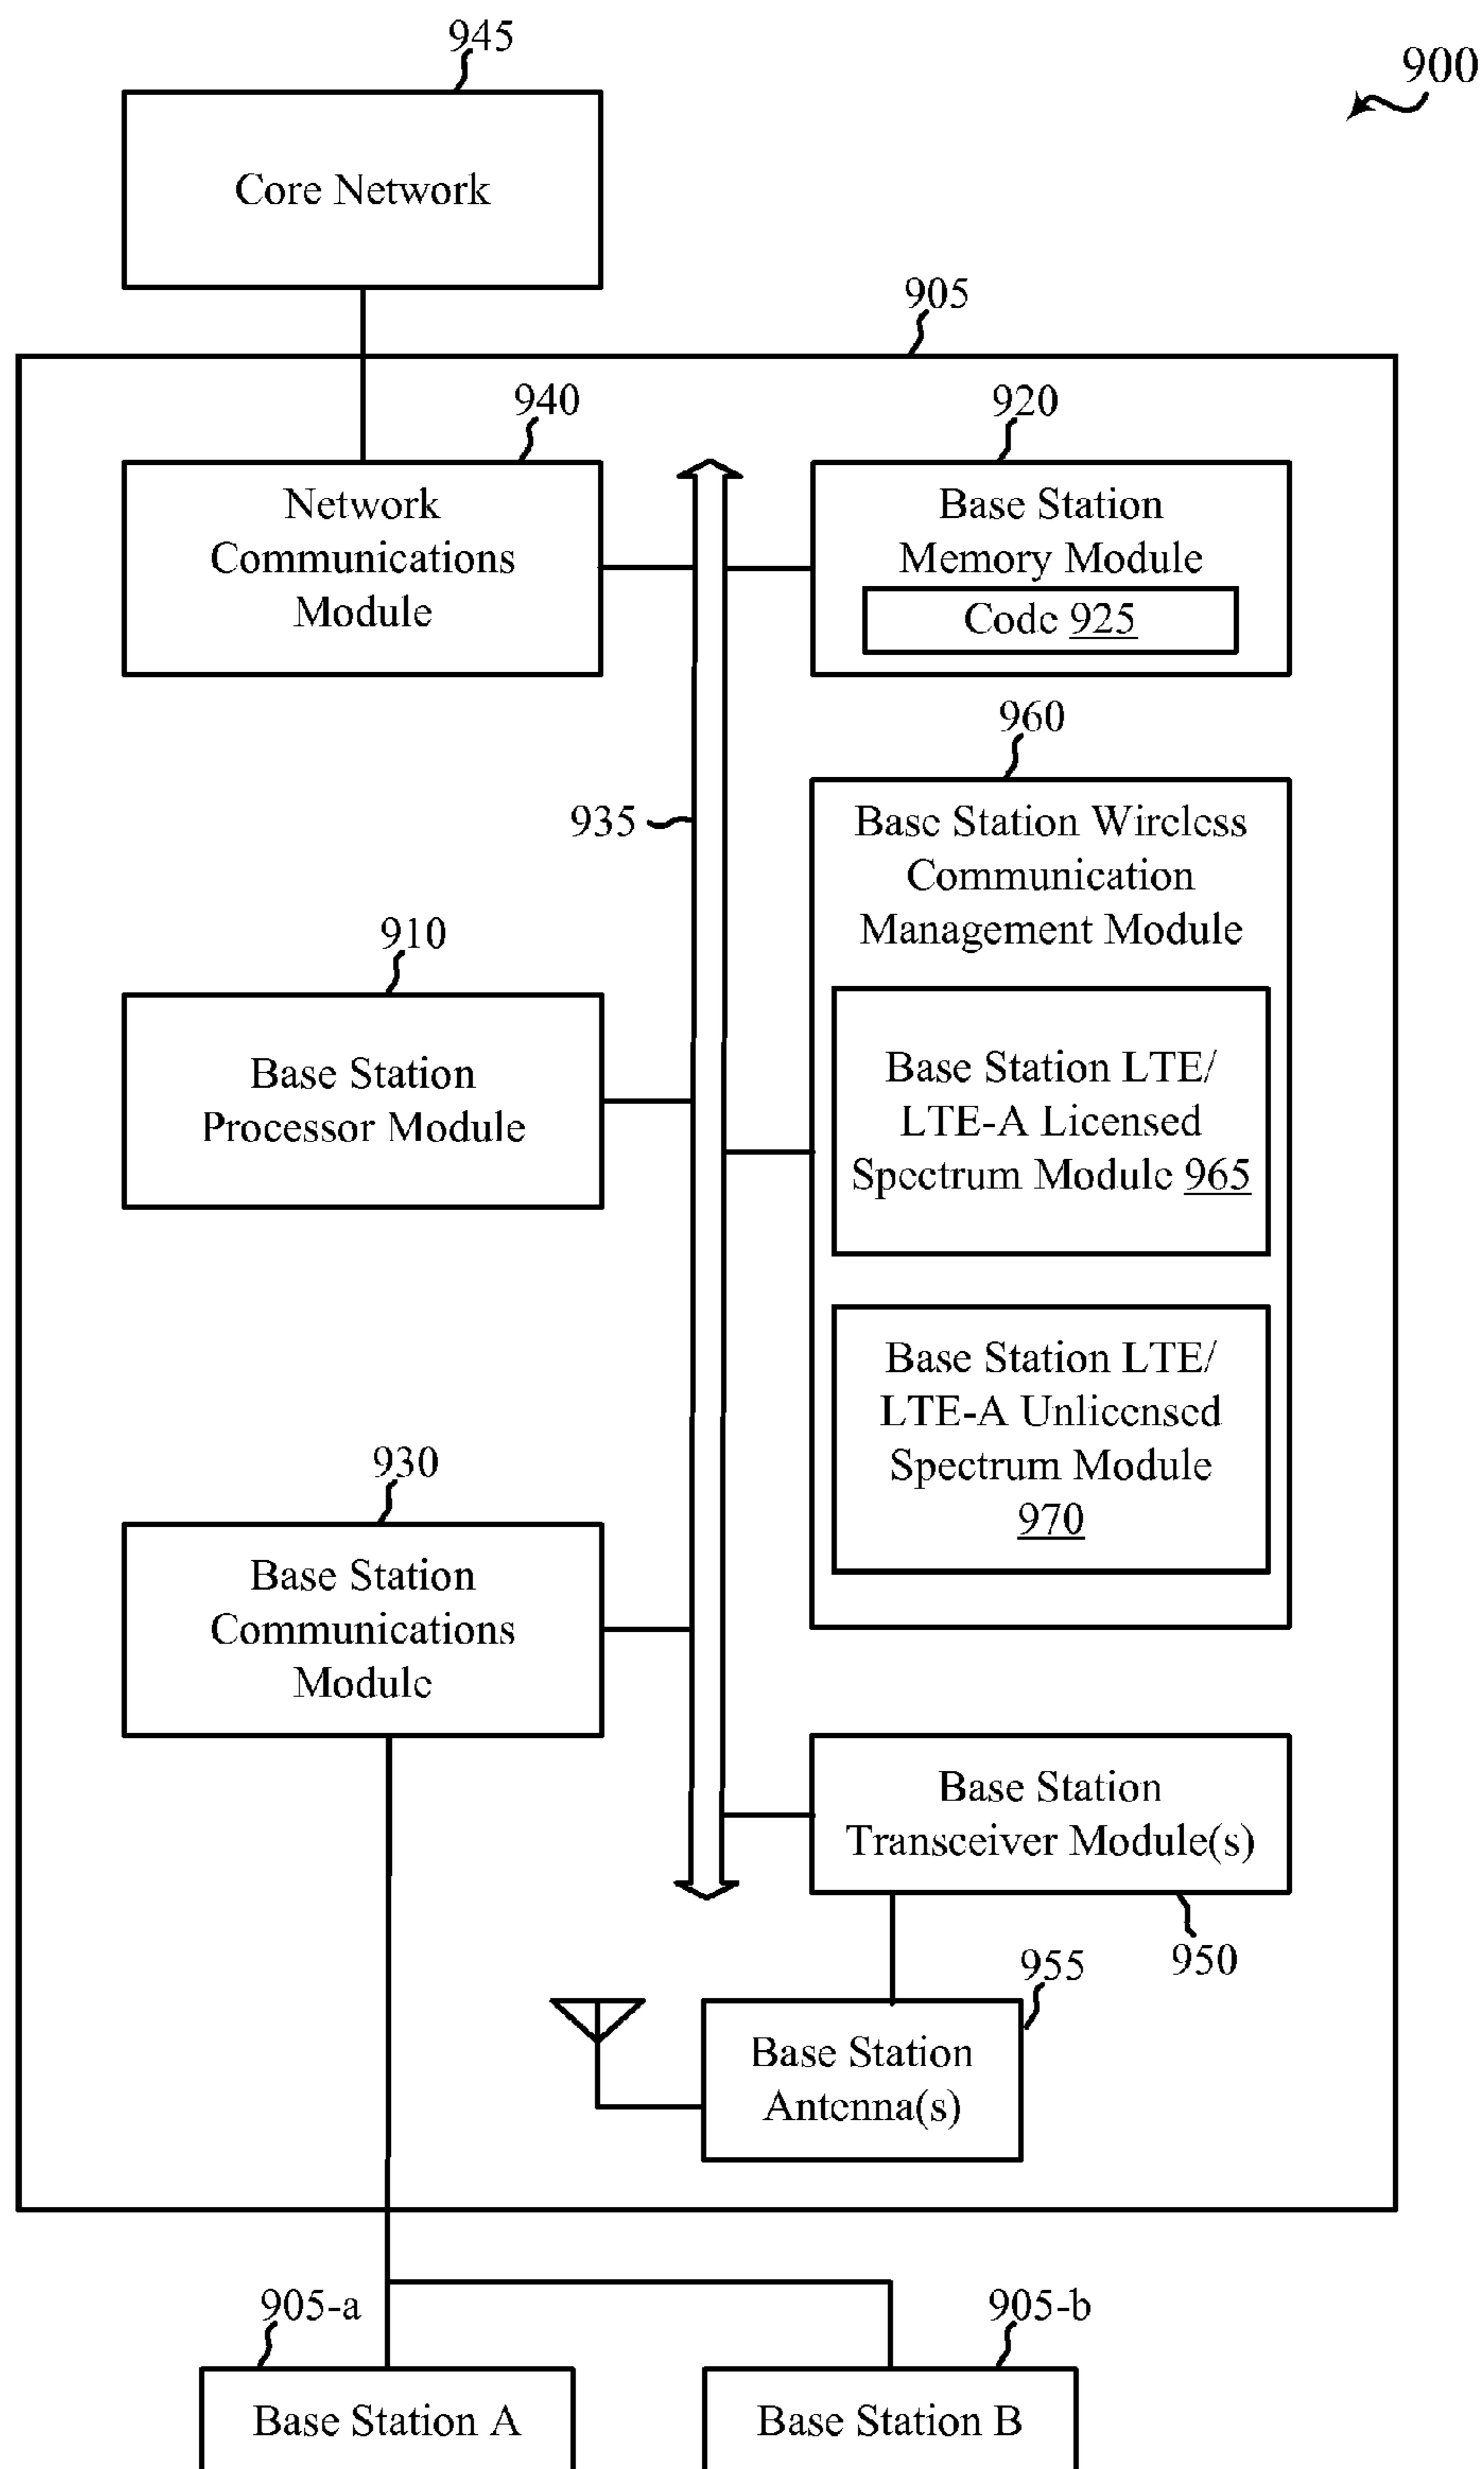 945
900
Core Network
905
940
920
Network
Communications
Module
Base Station
Memory Module
Code 925
960
935
Base Station Wireless
Communication
Management Module
910
Base Station
Processor Module
Base Station LTE/
LTE-A Licensed
Spectrum Module 965
Base Station LTE/
LTE-A Unlicensed
Spectrum Module
970
930
Base Station
Communications
Module
Base Station
Transceiver Module(s)
950
955
Base Station
Antenna(s)
905-a
905-b
Base Station A
Base Station B